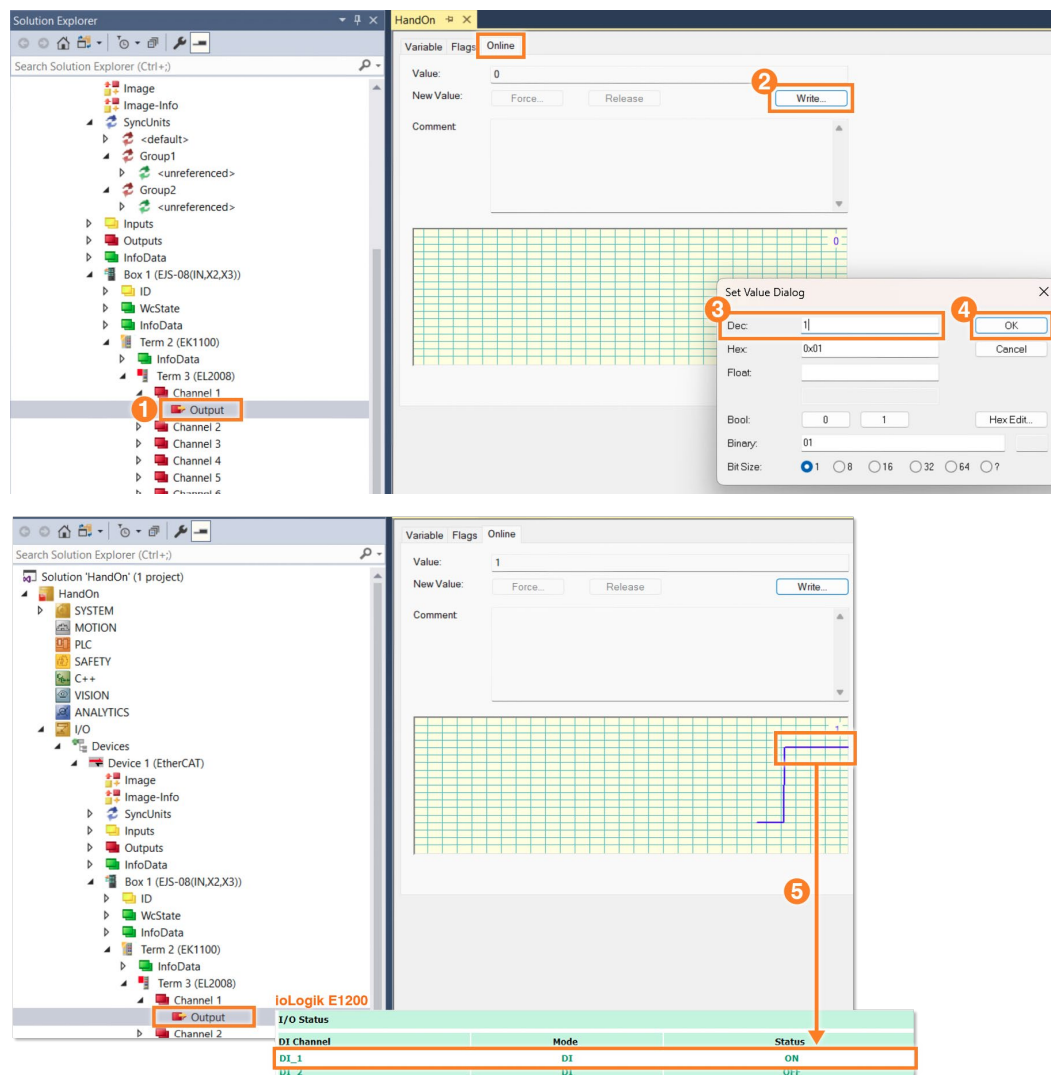 Solution Explorer
HandOn
Search Solution Explorer (Ctrl+;)
Image
Image-Info
SyncUnits
<default>
Group1
<unreferenced>
Group2
<unreferenced>
Inputs
Outputs
InfoData
Box 1 (EJS-08(IN,X2,X3))
ID
WcState
InfoData
Term 2 (EK1100)
InfoData
Term 3 (EL2008)
Channel 1
1
Output
Channel 2
Channel 3
Channel 4
Channel 5
Channel 6
Variable Flags Online
Value: 0
2
New Value: Force... Release Write...
Comment:
0
Set Value Dialog
3
4
Dec: 1 OK
Hex: 0x01 Cancel
Float:
Bool: 0 1 Hex Edit...
Binary: 01
Bit Size: 1 8 16 32 64 ?
Search Solution Explorer (Ctrl+;)
Solution 'HandOn' (1 project)
HandOn
SYSTEM
MOTION
PLC
SAFETY
C++
VISION
ANALYTICS
I/O
Devices
Device 1 (EtherCAT)
Image
Image-Info
SyncUnits
Inputs
Outputs
InfoData
Box 1 (EJS-08(IN,X2,X3))
ID
WcState
InfoData
Term 2 (EK1100)
InfoData
Term 3 (EL2008)
Channel 1
Output
Channel 2
Variable Flags Online
Value: 1
New Value: Force... Release Write...
Comment:
1
5
ioLogik E1200
I/O Status
DI Channel Mode Status
DI_1 DI ON
DI_2 DI OFF